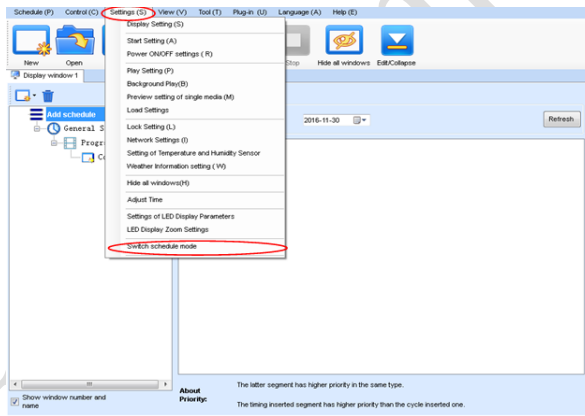 Schedule (P) Control (C) Settings (S) View (V) Tool (T) Plug-in (U) Language (A) Help (E)
Display Setting (S)
Start Setting (A)
Power ON/OFF settings ( R)
Play Setting (P)
Background Play(B)
Preview setting of single media (M)
Load Settings
Lock Setting (L)
Network Settings (I)
Setting of Temperature and Humidity Sensor
Weather Information setting ( W)
Hide all windows(H)
Adjust Time
Settings of LED Display Parameters
LED Display Zoom Settings
Switch schedule mode
New Open Stop Hide all windows Edit/Collapse
Display window 1
Add schedule
General S
Progr
Co
2016-11-30
Refresh
Show window number and
name
About
Priority:
The latter segment has higher priority in the same type.
The timing inserted segment has higher priority than the cycle inserted one.